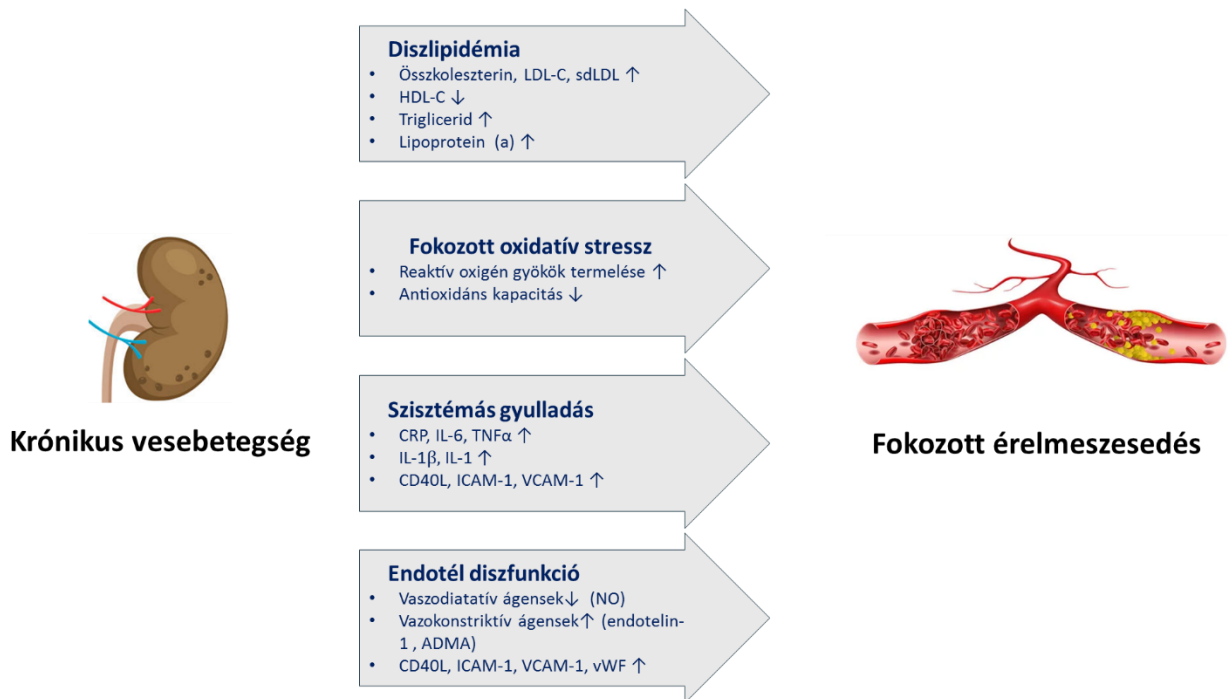 Diszlipidémia
• Összkoleszterin, LDL-C, sdLDL ↑
• HDL-C ↓
• Triglicerid ↑
• Lipoprotein (a) ↑
Fokozott oxidatív stressz
• Reaktív oxigén gyökök termelése ↑
• Antioxidáns kapacitás ↓
Krónikus vesebetegség
Szisztémás gyulladás
• CRP, IL-6, TNFα ↑
• IL-1β, IL-1 ↑
• CD40L, ICAM-1, VCAM-1 ↑
Fokozott érelmeszesedés
Endotél diszfunkció
• Vaszodiatatív ágensek↓ (NO)
• Vazokonstriktív ágensek↑ (endotelin-
1 , ADMA)
• CD40L, ICAM-1, VCAM-1, vWF ↑